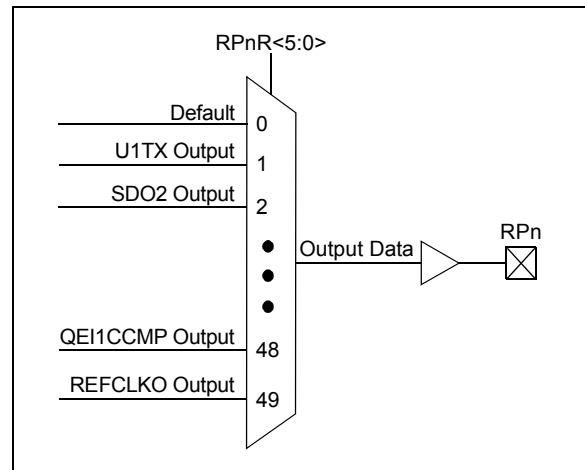 RPnR<5:0>
Default
0
U1TX Output
1
SDO2 Output
2
Output Data
RPn
QEI1CCMP Output
48
REFCLKO Output
49